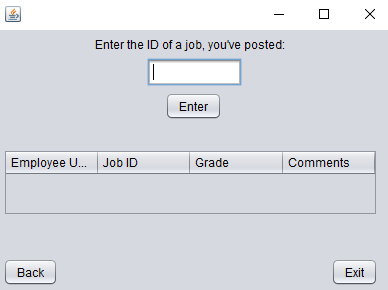 Enter the ID of a job, you've posted:
Enter
Employee U... Job ID Grade Comments
Back Exit